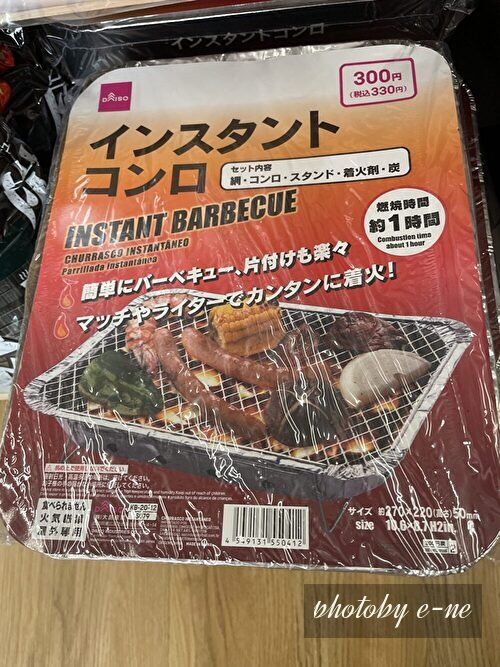 インスタントコンロ
DAISO
300円
(税込330円)
インスタント
コンロ
セット内容
網・コンロ・スタンド・着火剤・炭
INSTANT BARBECUE
CHURRASCO INSTANTÁNEO
Parrillada instantánea
燃焼時間
約1時間
Combustion time
about 1 hour
簡単にバーベキュー、片付けも楽々
マッチやライターでカンタンに着火!
食べられません
火気厳禁
屋外専用
KB-20-12
4 549131 550412
サイズ 約270×220×(高さ)50mm
size
photoby e-ne